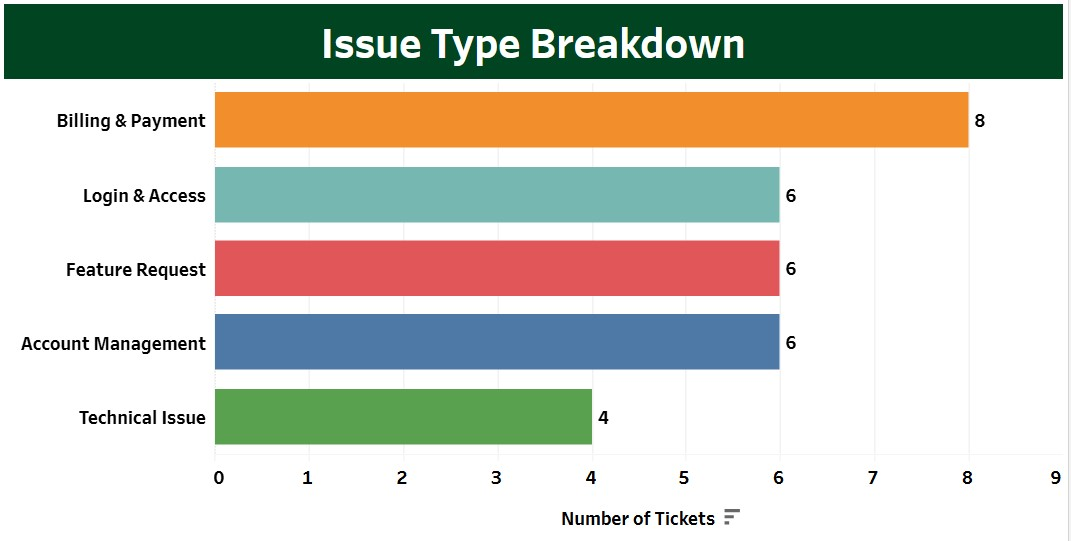 Issue Type Breakdown
Billing & Payment 8
Login & Access 6
Feature Request 6
Account Management 6
Technical Issue 4
0 1 2 3 4 5 6 7 8 9
Number of Tickets